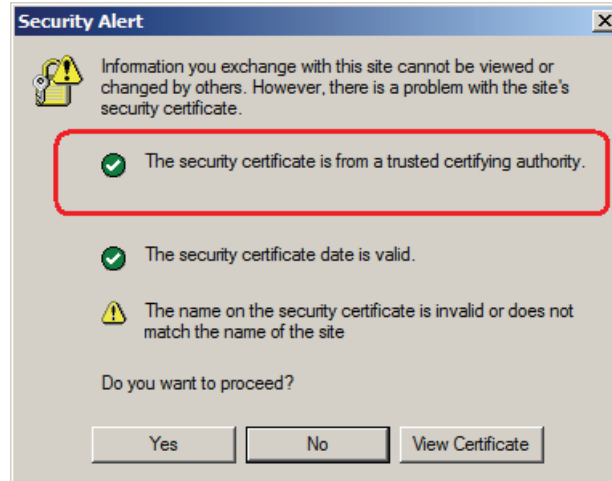 Security Alert
Information you exchange with this site cannot be viewed or
changed by others. However, there is a problem with the site's
security certificate.
The security certificate is from a trusted certifying authority.
The security certificate date is valid.
The name on the security certificate is invalid or does not
match the name of the site
Do you want to proceed?
Yes
No
View Certificate